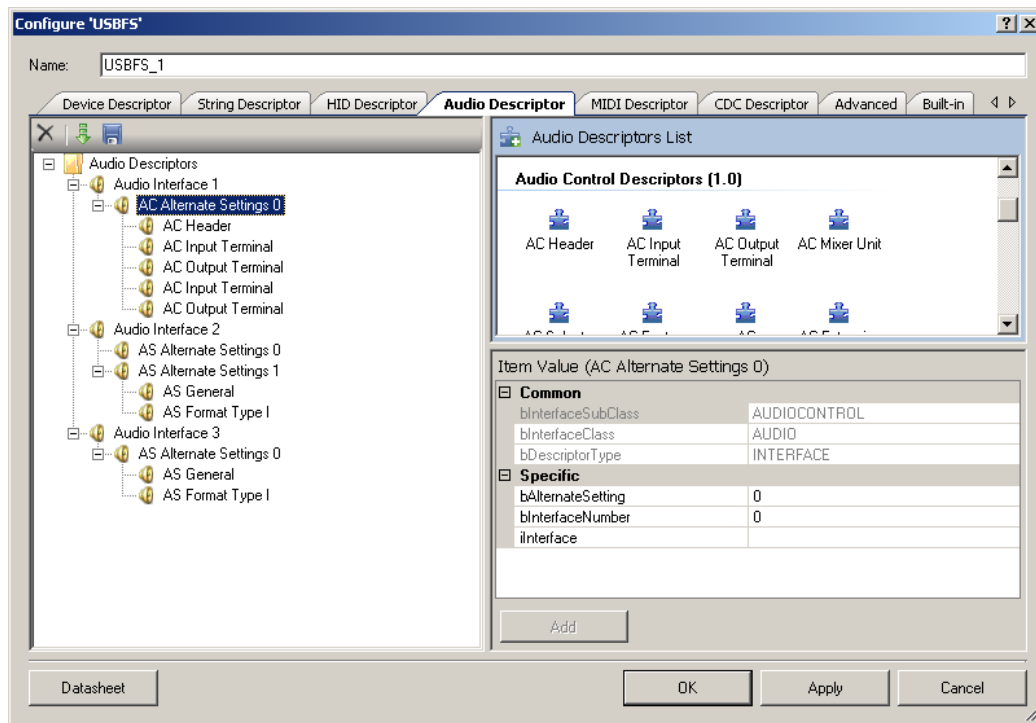 Configure 'USBFS'
Name: USBFS_1
Device Descriptor String Descriptor HID Descriptor Audio Descriptor MIDI Descriptor CDC Descriptor Advanced Built-in
Audio Descriptors
Audio Interface 1
AC Alternate Settings 0
AC Header
AC Input Terminal
AC Output Terminal
AC Input Terminal
AC Output Terminal
Audio Interface 2
AS Alternate Settings 0
AS Alternate Settings 1
AS General
AS Format Type I
Audio Interface 3
AS Alternate Settings 0
AS General
AS Format Type I
Audio Descriptors List
Audio Control Descriptors (1.0)
AC Header AC Input Terminal AC Output Terminal AC Mixer Unit
Item Value (AC Alternate Settings 0)
Common
bInterfaceSubClass AUDIOCONTROL
bInterfaceClass AUDIO
bDescriptorType INTERFACE
Specific
bAlternateSetting 0
bInterfaceNumber 0
iInterface
Add
Datasheet OK Apply Cancel